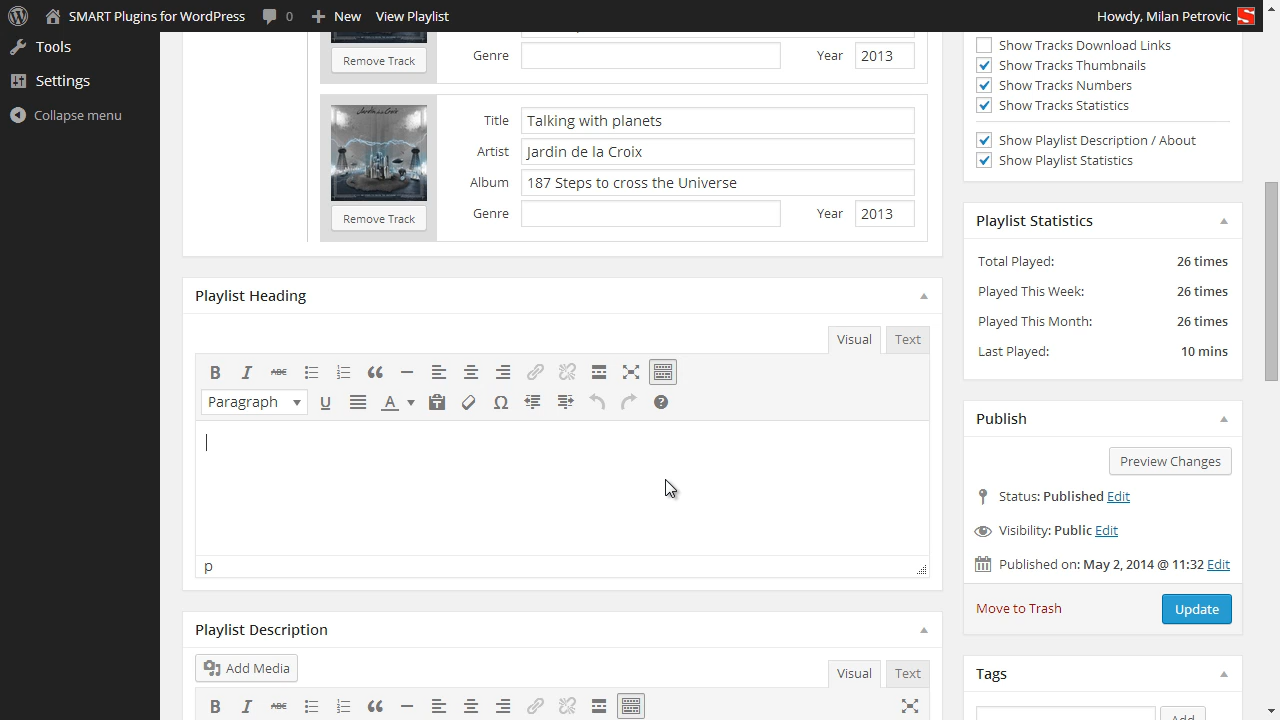 SMART Plugins for WordPress 0 New View Playlist Howdy, Milan Petrovic
Tools
Settings
Collapse menu
Remove Track
Genre Year 2013
Title Talking with planets
Artist Jardin de la Croix
Album 187 Steps to cross the Universe
Remove Track
Genre Year 2013
Playlist Heading
Visual Text
B I ABC
Paragraph U A Ω ?
p
Playlist Description
Add Media Visual Text
B I ABC
Show Tracks Download Links
Show Tracks Thumbnails
Show Tracks Numbers
Show Tracks Statistics
Show Playlist Description / About
Show Playlist Statistics
Playlist Statistics
Total Played: 26 times
Played This Week: 26 times
Played This Month: 26 times
Last Played: 10 mins
Publish
Preview Changes
Status: Published Edit
Visibility: Public Edit
Published on: May 2, 2014 @ 11:32 Edit
Move to Trash Update
Tags
Add